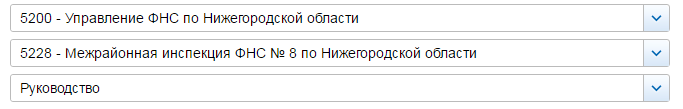 5200 - Управление ФНС по Нижегородской области
5228 - Межрайонная инспекция ФНС № 8 по Нижегородской области
Руководство